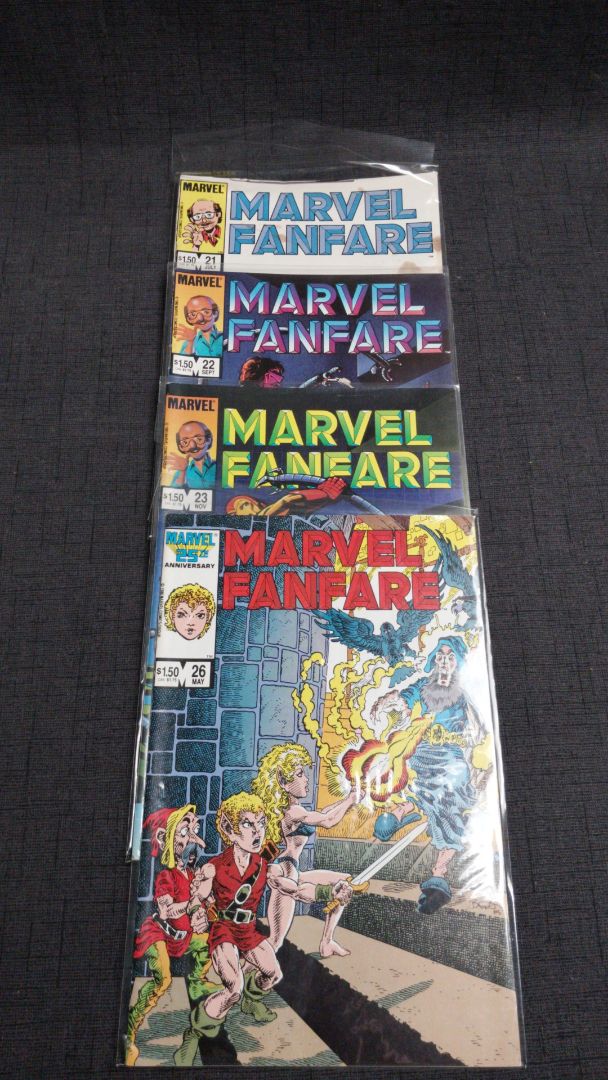 MARVEL
MARVEL
FANFARE
$1.50
21
JULY
MARVEL
MARVEL
FANFARE
$1.50
22
SEPT
MARVEL
MARVEL
FANFARE
$1.50
23
NOV
MARVEL
25TH
ANNIVERSARY
MARVEL
FANFARE
$1.50
26
MAY